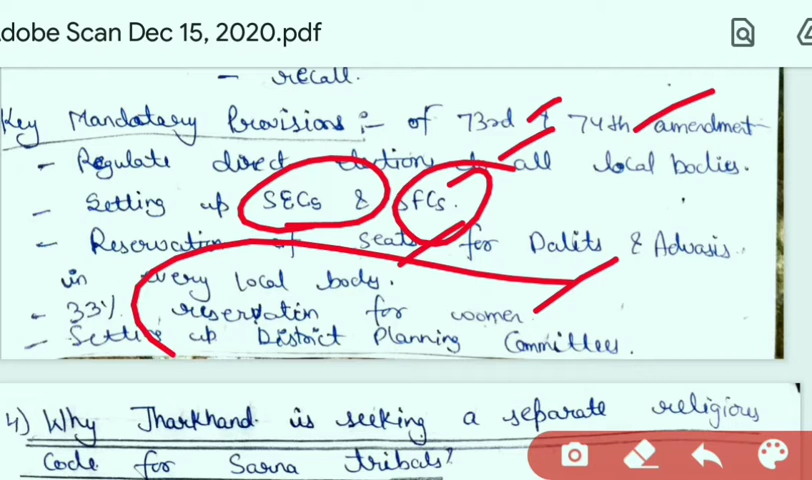 dobe Scan Dec 15, 2020.pdf
- recall.
Key Mandatory Provisions :- of 73rd & 74th amendment
- Regulate direct election to all local bodies.
- Setting up SECs & SFCs.
- Reservation of seats for Dalits & Advasis
in every local body.
- 33% reservation for women
- Setting up District Planning Committees.
4) Why Jharkhand is seeking a separate religious
Code for Sarna tribals?